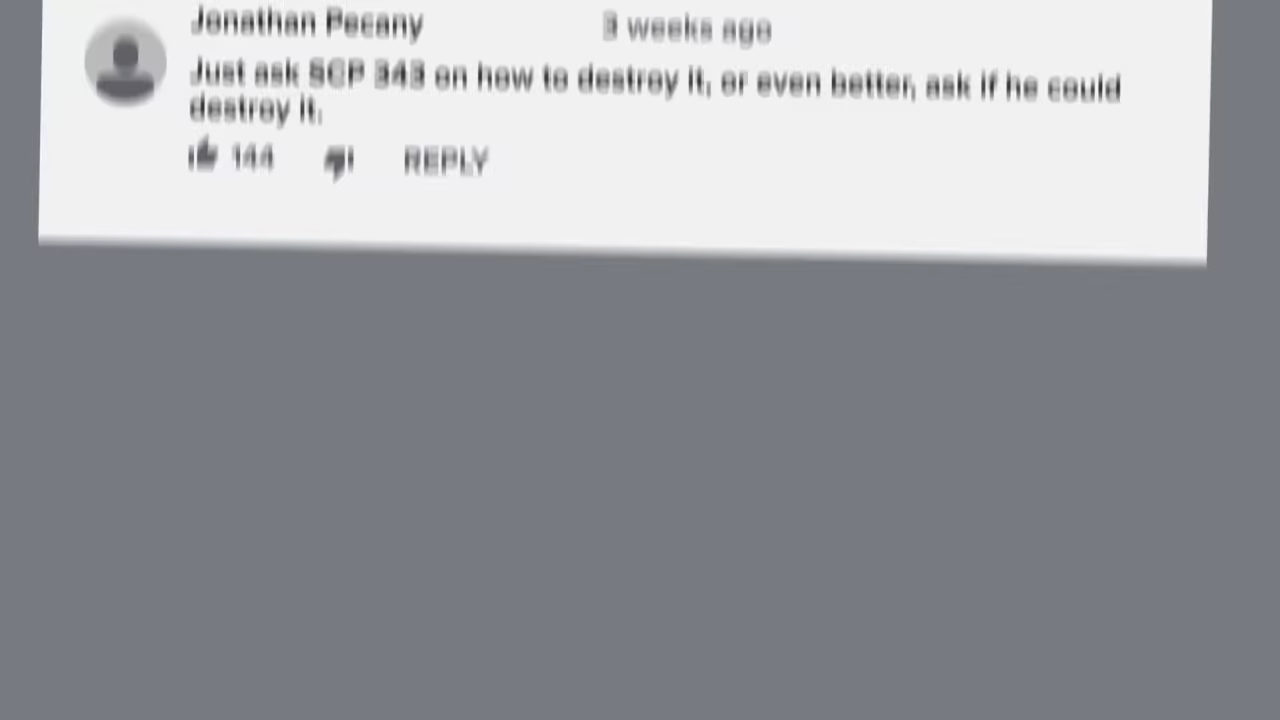 Jonathan Pecany 3 weeks ago
Just ask SCP 343 on how to destroy it, or even better, ask if he could
destroy it.
144 REPLY